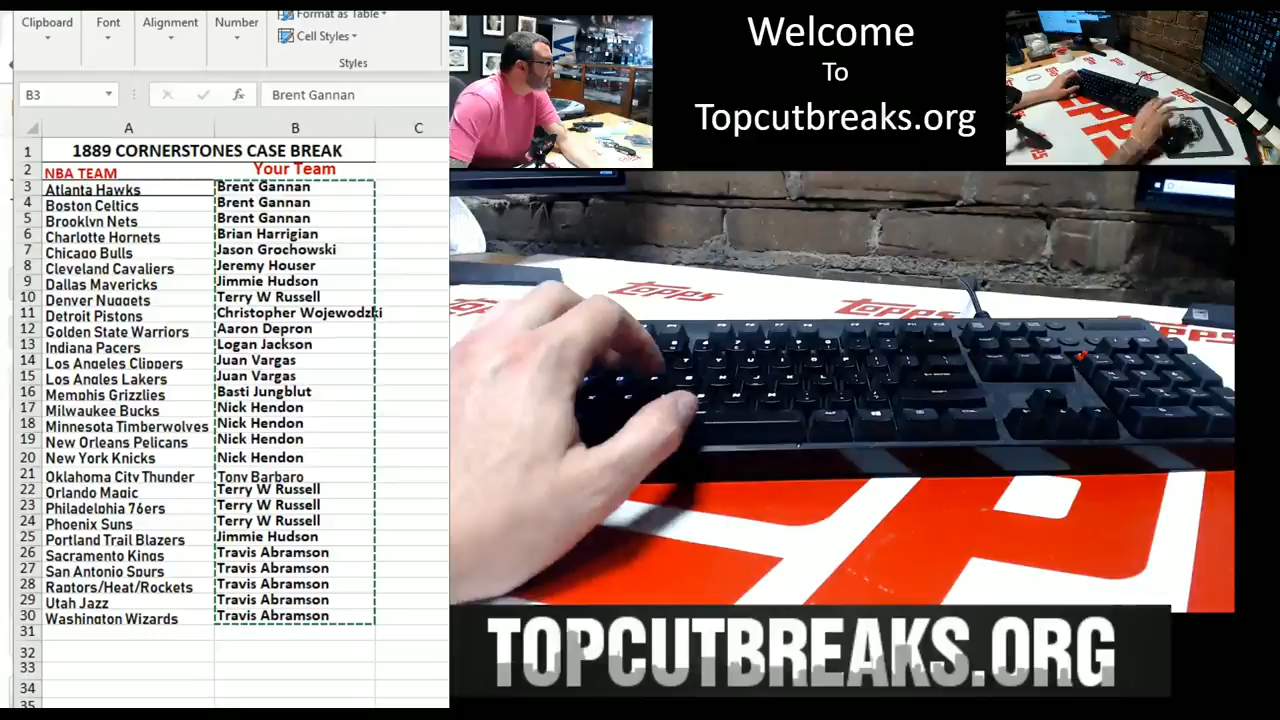 Clipboard
Font
Alignment
Number
Format as Table
Cell Styles
Styles
B3
fx
Brent Gannan
A
B
C
1 1889 CORNERSTONES CASE BREAK
2 NBA TEAM Your Team
3 Atlanta Hawks Brent Gannan
4 Boston Celtics Brent Gannan
5 Brooklyn Nets Brent Gannan
6 Charlotte Hornets Brian Harrigian
7 Chicago Bulls Jason Grochowski
8 Cleveland Cavaliers Jeremy Houser
9 Dallas Mavericks Jimmie Hudson
10 Denver Nuggets Terry W Russell
11 Detroit Pistons Christopher Wojewodzki
12 Golden State Warriors Aaron Depron
13 Indiana Pacers Logan Jackson
14 Los Angeles Clippers Juan Vargas
15 Los Angeles Lakers Juan Vargas
16 Memphis Grizzlies Basti Jungblut
17 Milwaukee Bucks Nick Hendon
18 Minnesota Timberwolves Nick Hendon
19 New Orleans Pelicans Nick Hendon
20 New York Knicks Nick Hendon
21 Oklahoma City Thunder Tony Barbaro
22 Orlando Magic Terry W Russell
23 Philadelphia 76ers Terry W Russell
24 Phoenix Suns Terry W Russell
25 Portland Trail Blazers Jimmie Hudson
26 Sacramento Kings Travis Abramson
27 San Antonio Spurs Travis Abramson
28 Raptors/Heat/Rockets Travis Abramson
29 Utah Jazz Travis Abramson
30 Washington Wizards Travis Abramson
31
32
33
34
35
Welcome
To
Topcutbreaks.org
TOPPS
TOPPS
TOPPS
TOPCUTBREAKS.ORG